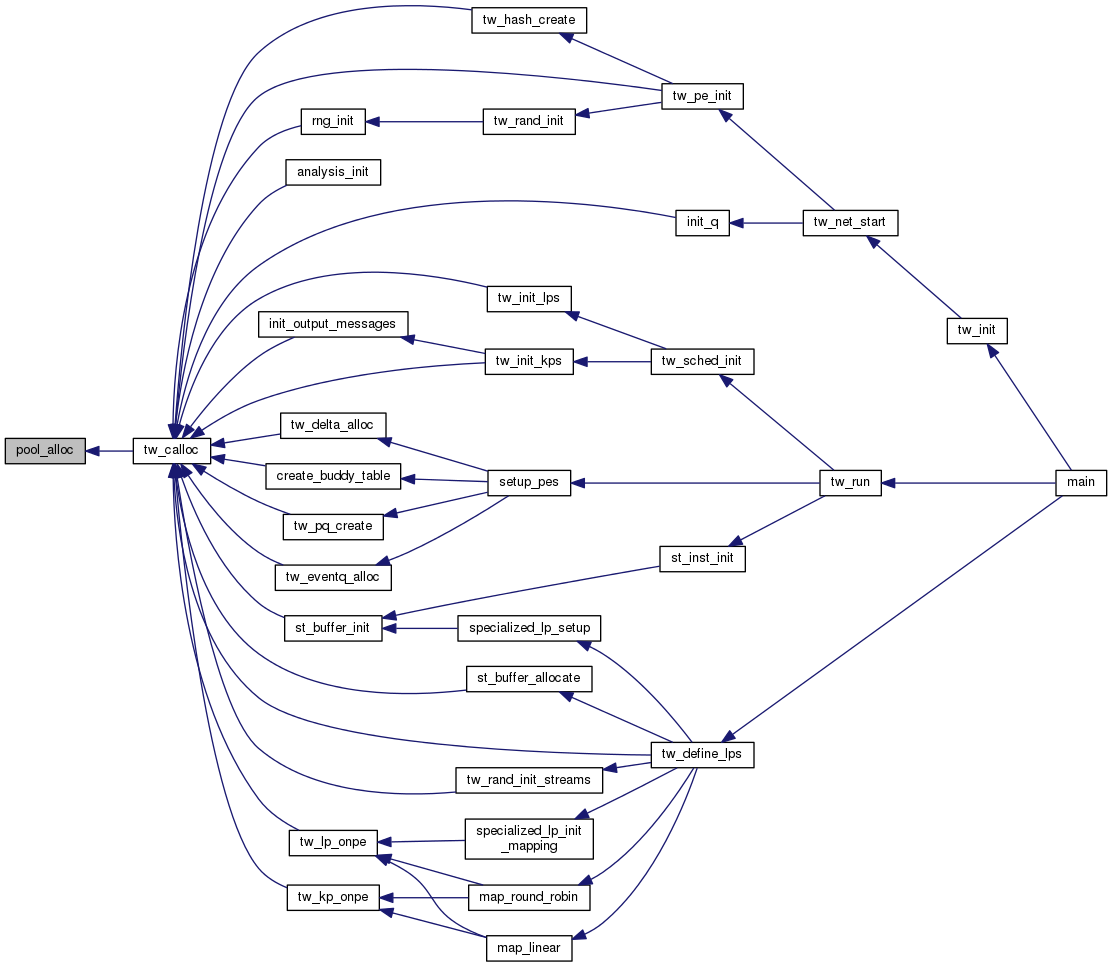 tw_hash_create
tw_pe_init
rng_init
tw_rand_init
analysis_init
init_q
tw_net_start
tw_init_lps
init_output_messages
tw_init
tw_init_kps
tw_sched_init
tw_delta_alloc
pool_alloc
tw_calloc
create_buddy_table
setup_pes
tw_run
main
tw_pq_create
st_inst_init
tw_eventq_alloc
st_buffer_init
specialized_lp_setup
st_buffer_allocate
tw_define_lps
tw_rand_init_streams
tw_lp_onpe
specialized_lp_init
_mapping
tw_kp_onpe
map_round_robin
map_linear